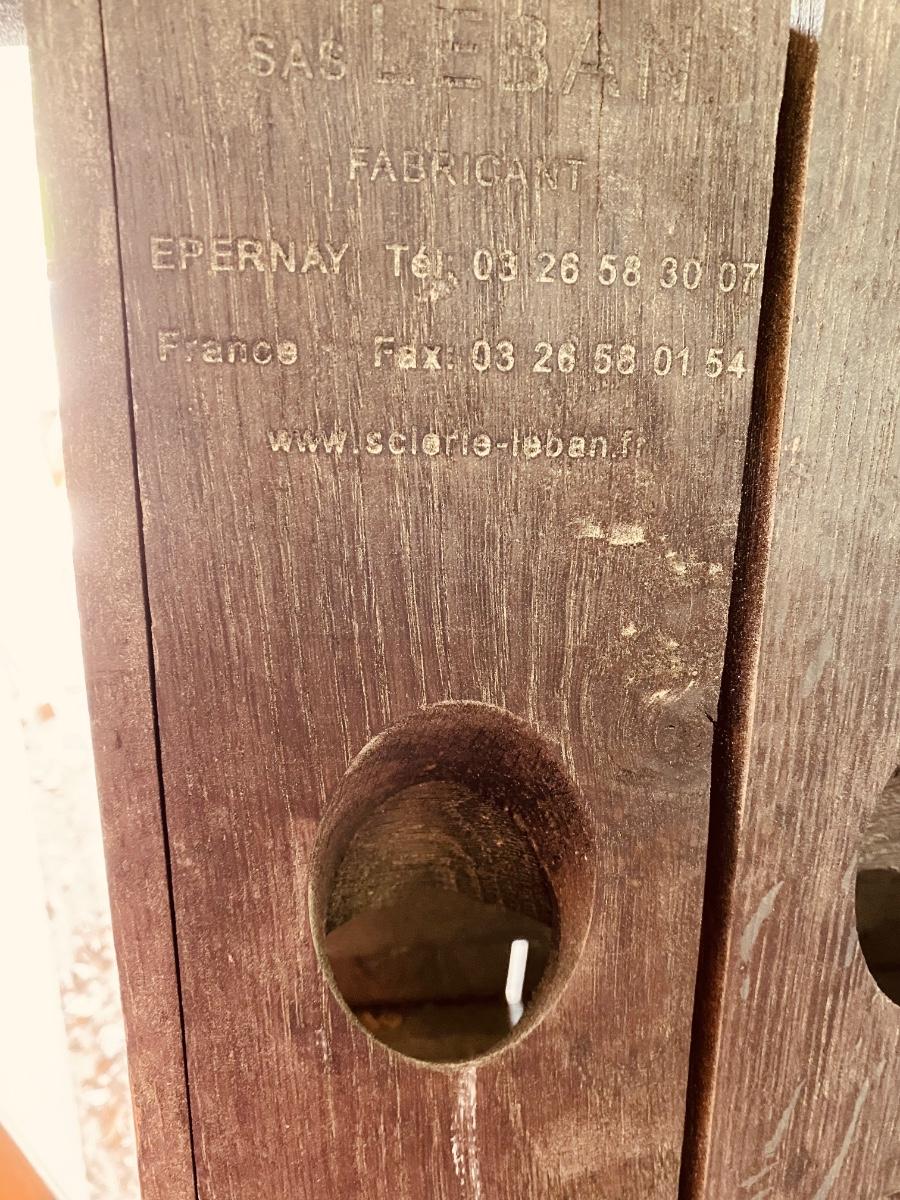 SAS LEBAN
FABRICANT
EPERNAY Tél: 03 26 58 30 07
France Fax: 03 26 58 01 54
www.scierie-leban.fr